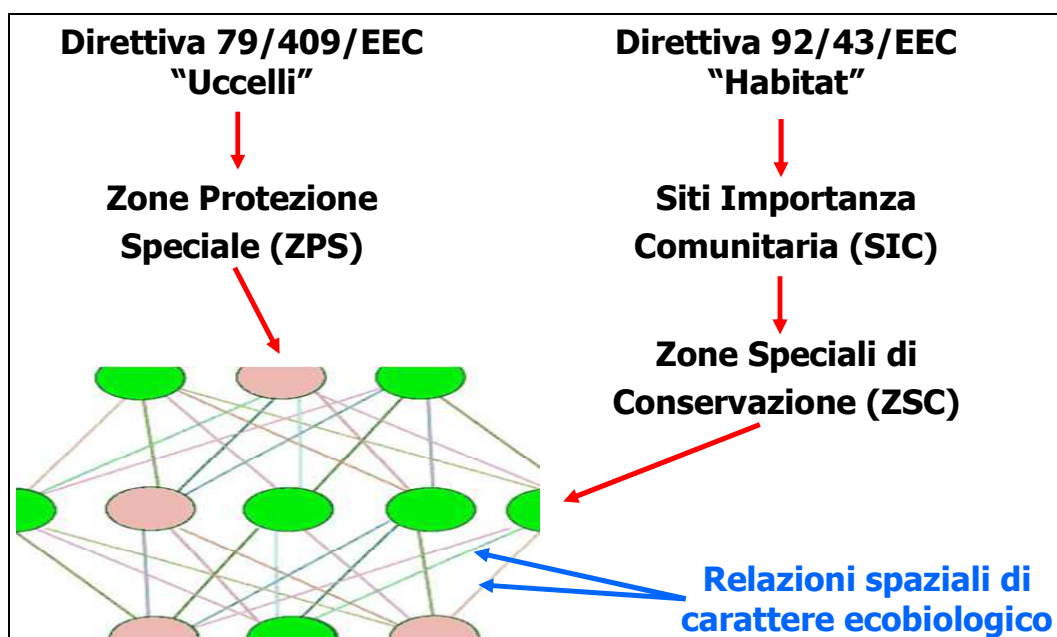 Direttiva 79/409/EEC
“Uccelli”
Zone Protezione
Speciale (ZPS)
Direttiva 92/43/EEC
“Habitat”
Siti Importanza
Comunitaria (SIC)
Zone Speciali di
Conservazione (ZSC)
Relazioni spaziali di
carattere ecobiologico